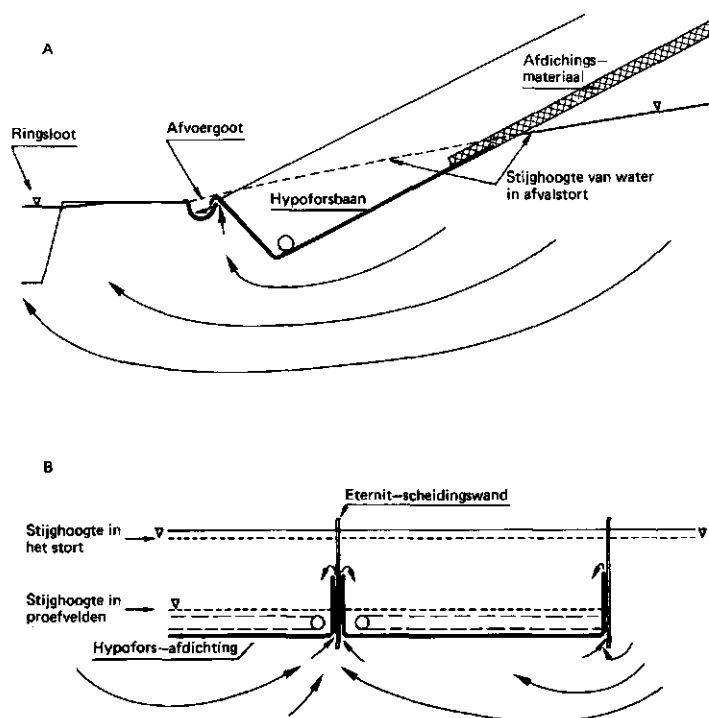 A
Afdichings—
materiaal
Ringsloot
Afvoergoot
Stijghoogte van water
in afvalstort
Hypoforsbaan
B
Eternit—scheidingswand
Stijghoogte in
het stort
Stijghoogte in
proefvelden
Hypofors—afdichting